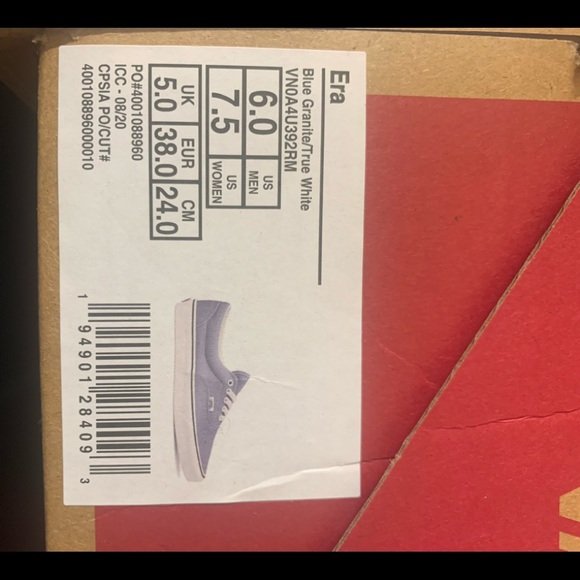 Era
Blue Granite/True White
VN0A4U392RM
6.0 US MEN
7.5 US WOMEN
UK EUR CM
5.0 38.0 24.0
PO#4001088960
ICC - 08/20
CPSIA PO/CUT#
400108896000010
1 94901 28409 3